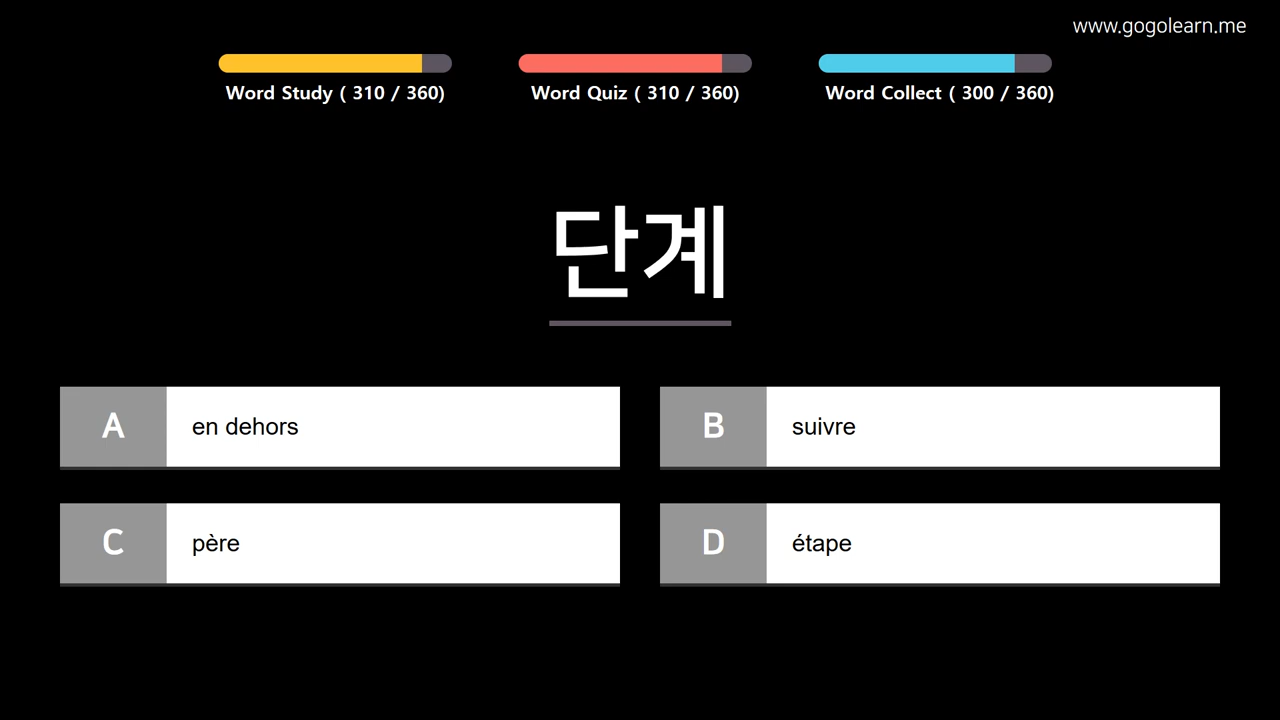 www.gogolearn.me
Word Study ( 310 / 360)
Word Quiz ( 310 / 360)
Word Collect ( 300 / 360)
단계
A en dehors
B suivre
C père
D étape